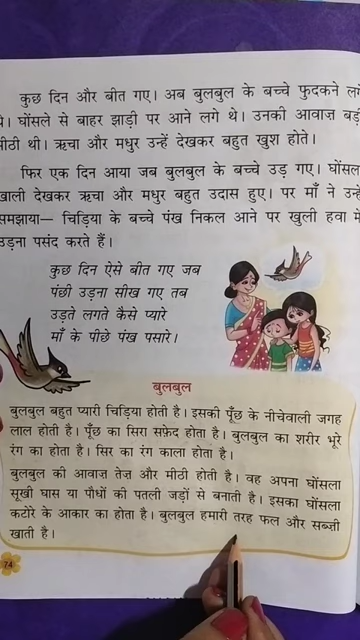 कुछ दिन और बीत गए। अब बुलबुल के बच्चे फुदकने लगे
थे। घोंसले से बाहर झाड़ी पर आने लगे थे। उनकी आवाज़ बड़ी
मीठी थी। ऋचा और मधुर उन्हें देखकर बहुत खुश होते।
फिर एक दिन आया जब बुलबुल के बच्चे उड़ गए। घोंसला
खाली देखकर ऋचा और मधुर बहुत उदास हुए। पर माँ ने उन्हें
समझाया— चिड़िया के बच्चे पंख निकल आने पर खुली हवा में
उड़ना पसंद करते हैं।
कुछ दिन ऐसे बीत गए जब
पंछी उड़ना सीख गए तब
उड़ते लगते कैसे प्यारे
माँ के पीछे पंख पसारे।
बुलबुल
बुलबुल बहुत प्यारी चिड़िया होती है। इसकी पूँछ के नीचेवाली जगह
लाल होती है। पूँछ का सिरा सफ़ेद होता है। बुलबुल का शरीर भूरे
रंग का होता है। सिर का रंग काला होता है।
बुलबुल की आवाज़ तेज़ और मीठी होती है। वह अपना घोंसला
सूखी घास या पौधों की पतली जड़ों से बनाती है। इसका घोंसला
कटोरे के आकार का होता है। बुलबुल हमारी तरह फल और सब्ज़ी
खाती है।
74